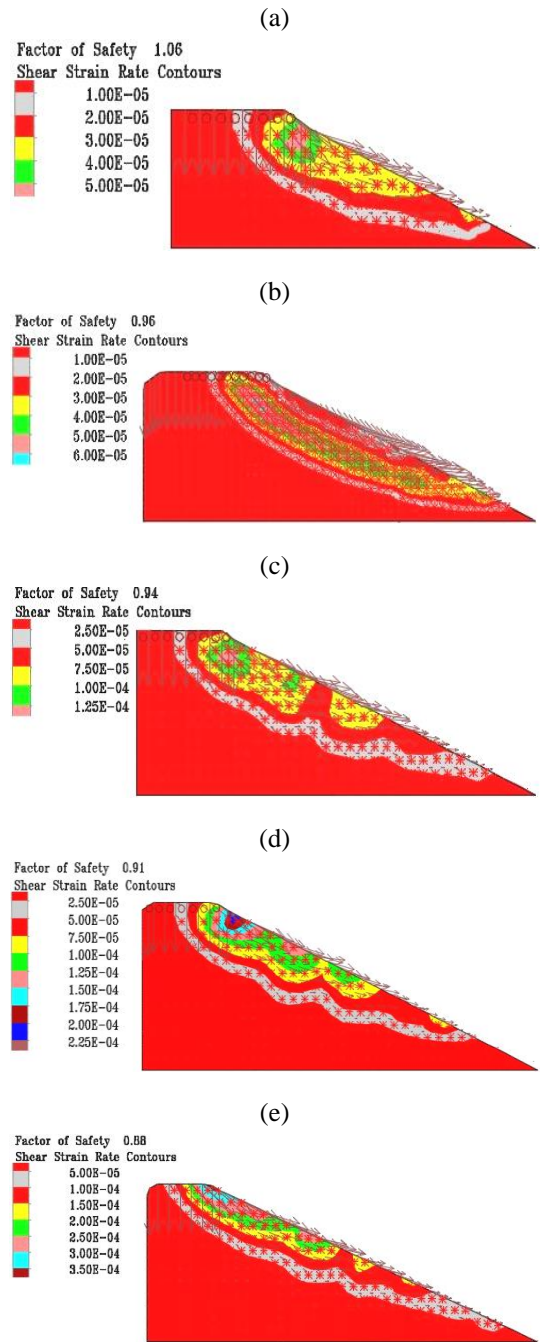 (a)
Factor of Safety 1.06
Shear Strain Rate Contours
1.00E-05
2.00E-05
3.00E-05
4.00E-05
5.00E-05
(b)
Factor of Safety 0.96
Shear Strain Rate Contours
1.00E-05
2.00E-05
3.00E-05
4.00E-05
5.00E-05
6.00E-05
(c)
Factor of Safety 0.94
Shear Strain Rate Contours
2.50E-05
5.00E-05
7.50E-05
1.00E-04
1.25E-04
(d)
Factor of Safety 0.91
Shear Strain Rate Contours
2.50E-05
5.00E-05
7.50E-05
1.00E-04
1.25E-04
1.50E-04
1.75E-04
2.00E-04
2.25E-04
(e)
Factor of Safety 0.88
Shear Strain Rate Contours
5.00E-05
1.00E-04
1.50E-04
2.00E-04
2.50E-04
3.00E-04
3.50E-04